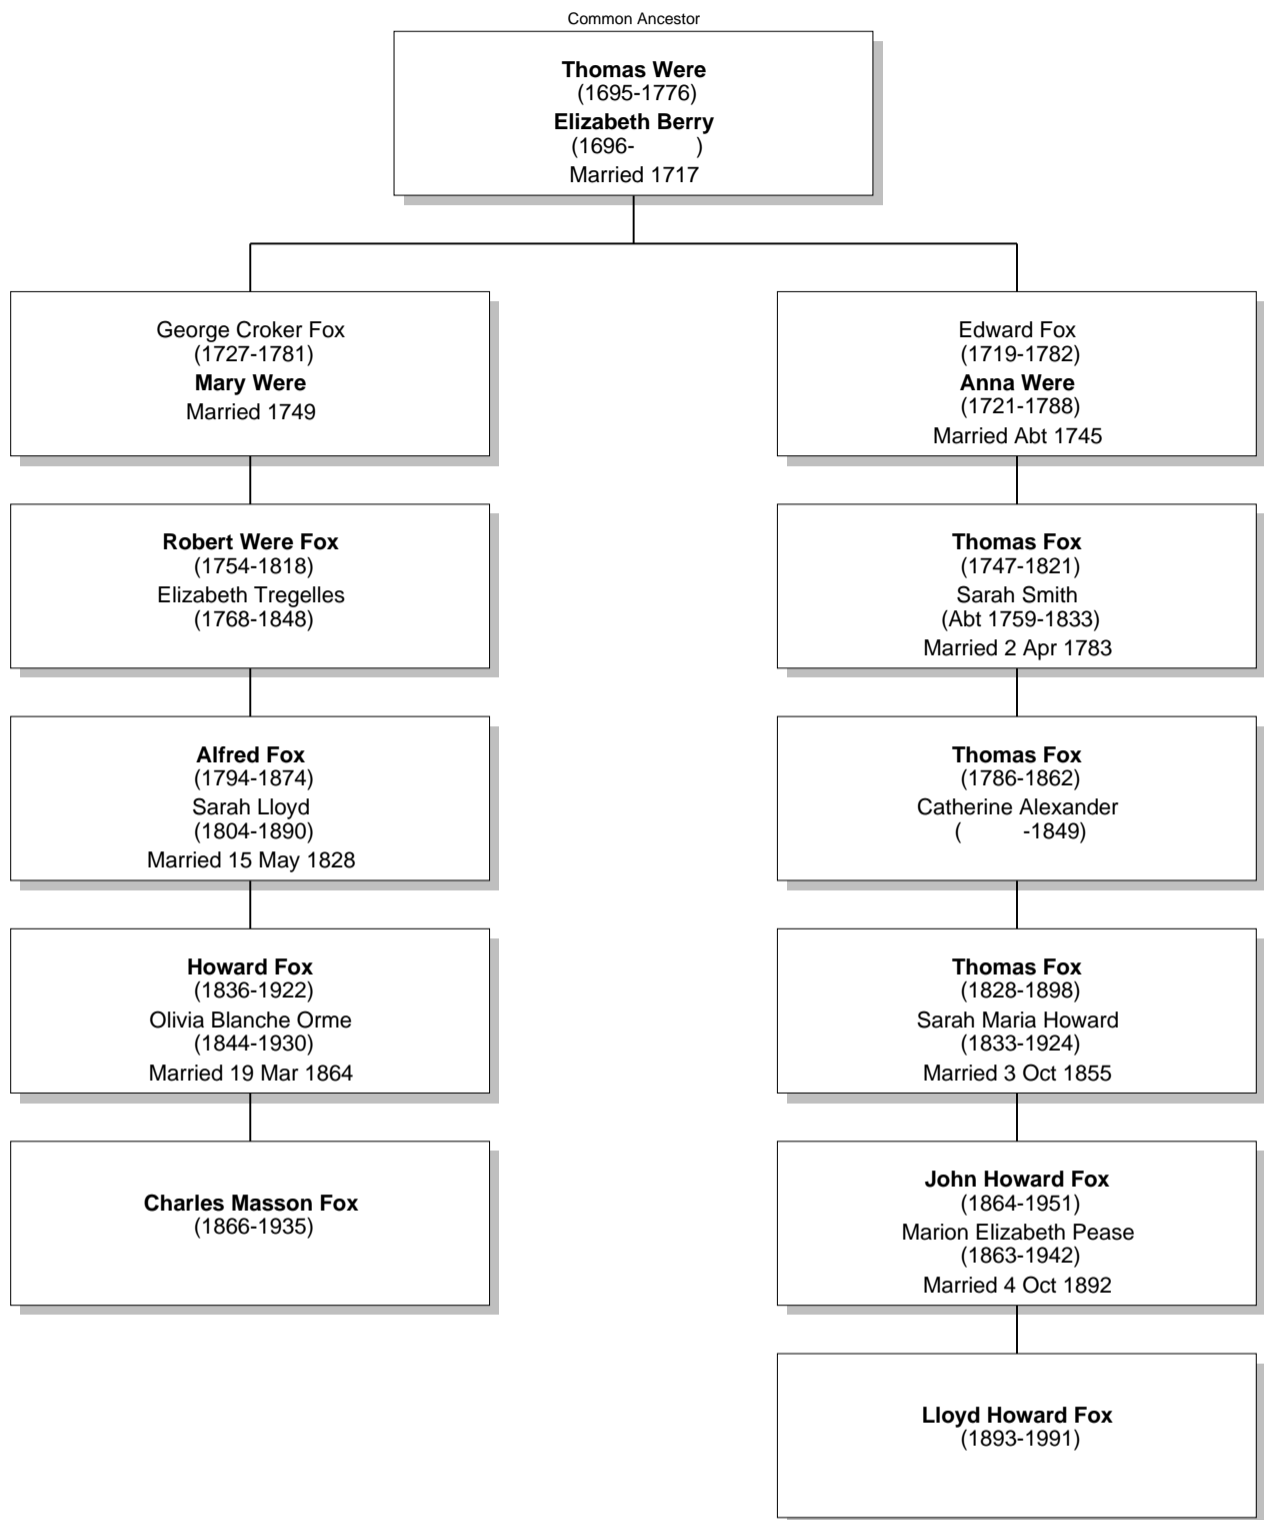 Common Ancestor
Thomas Were
(1695-1776)
Elizabeth Berry
(1696- )
Married 1717
George Croker Fox
(1727-1781)
Mary Were
Married 1749
Edward Fox
(1719-1782)
Anna Were
(1721-1788)
Married Abt 1745
Robert Were Fox
(1754-1818)
Elizabeth Tregelles
(1768-1848)
Thomas Fox
(1747-1821)
Sarah Smith
(Abt 1759-1833)
Married 2 Apr 1783
Alfred Fox
(1794-1874)
Sarah Lloyd
(1804-1890)
Married 15 May 1828
Thomas Fox
(1786-1862)
Catherine Alexander
( -1849)
Howard Fox
(1836-1922)
Olivia Blanche Orme
(1844-1930)
Married 19 Mar 1864
Thomas Fox
(1828-1898)
Sarah Maria Howard
(1833-1924)
Married 3 Oct 1855
Charles Masson Fox
(1866-1935)
John Howard Fox
(1864-1951)
Marion Elizabeth Pease
(1863-1942)
Married 4 Oct 1892
Lloyd Howard Fox
(1893-1991)